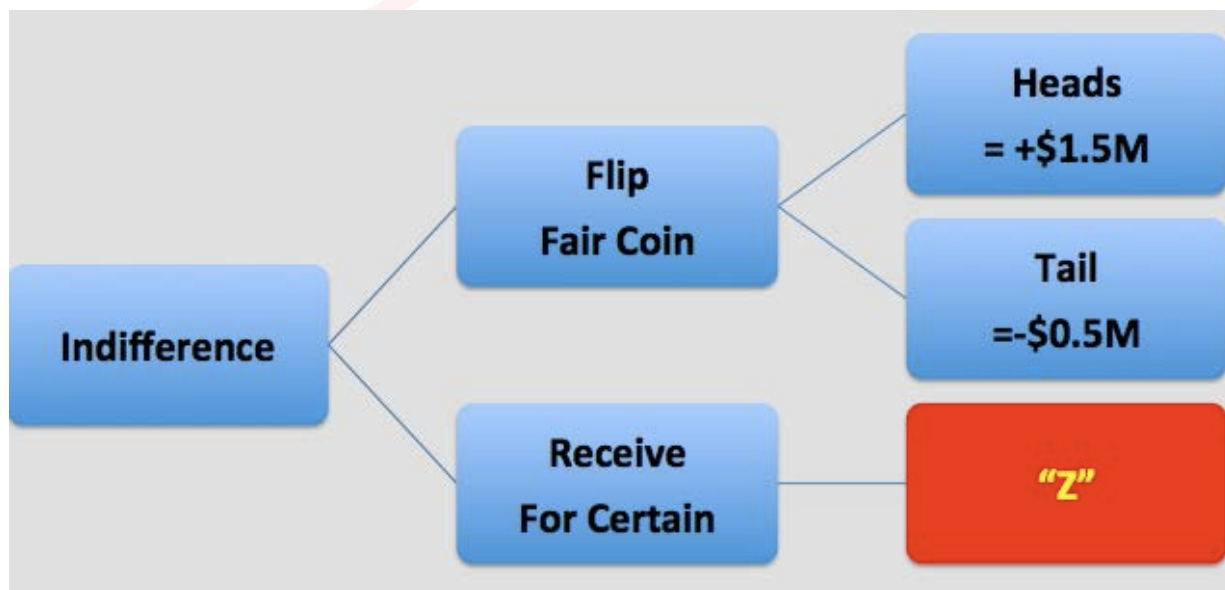 Indifference
Flip
Fair Coin
Heads
= +$1.5M
Tail
=-$0.5M
Receive
For Certain
“Z”